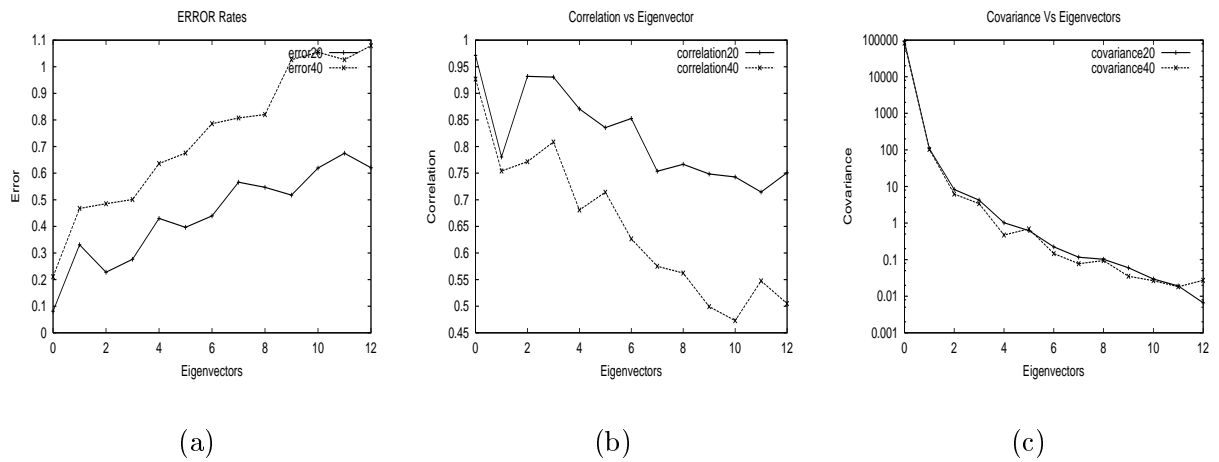 ERROR Rates
error20
error40
1.1
1
0.9
0.8
0.7
0.6
0.5
0.4
0.3
0.2
0.1
0
Error
0 2 4 6 8 10 12
Eigenvectors
(a)
Correlation vs Eigenvector
correlation20
correlation40
1
0.95
0.9
0.85
0.8
0.75
0.7
0.65
0.6
0.55
0.5
0.45
Correlation
0 2 4 6 8 10 12
Eigenvectors
(b)
Covariance Vs Eigenvectors
covariance20
covariance40
100000
10000
1000
100
10
1
0.1
0.01
0.001
Covariance
0 2 4 6 8 10 12
Eigenvectors
(c)